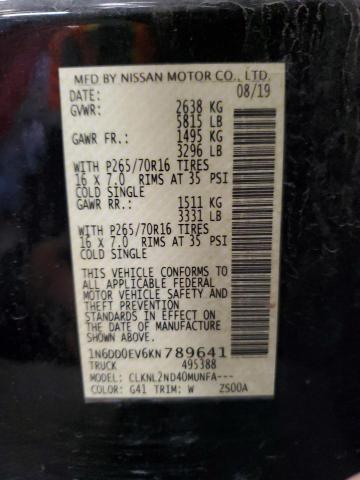 MFD BY NISSAN MOTOR CO., LTD.
DATE: 08/19
GVWR: 2638 KG
5815 LB
GAWR FR.: 1495 KG
3296 LB
WITH P265/70R16 TIRES
16 X 7.0 RIMS AT 35 PSI
COLD SINGLE
GAWR RR.: 1511 KG
3331 LB
WITH P265/70R16 TIRES
16 X 7.0 RIMS AT 35 PSI
COLD SINGLE
THIS VEHICLE CONFORMS TO
ALL APPLICABLE FEDERAL
MOTOR VEHICLE SAFETY AND
THEFT PREVENTION
STANDARDS IN EFFECT ON
THE DATE OF MANUFACTURE
SHOWN ABOVE.
1N6DD0EV6KN789641
TRUCK 495388
MODEL: CLKNL2ND40MUNFA---
COLOR: G41 TRIM: W ZS00A